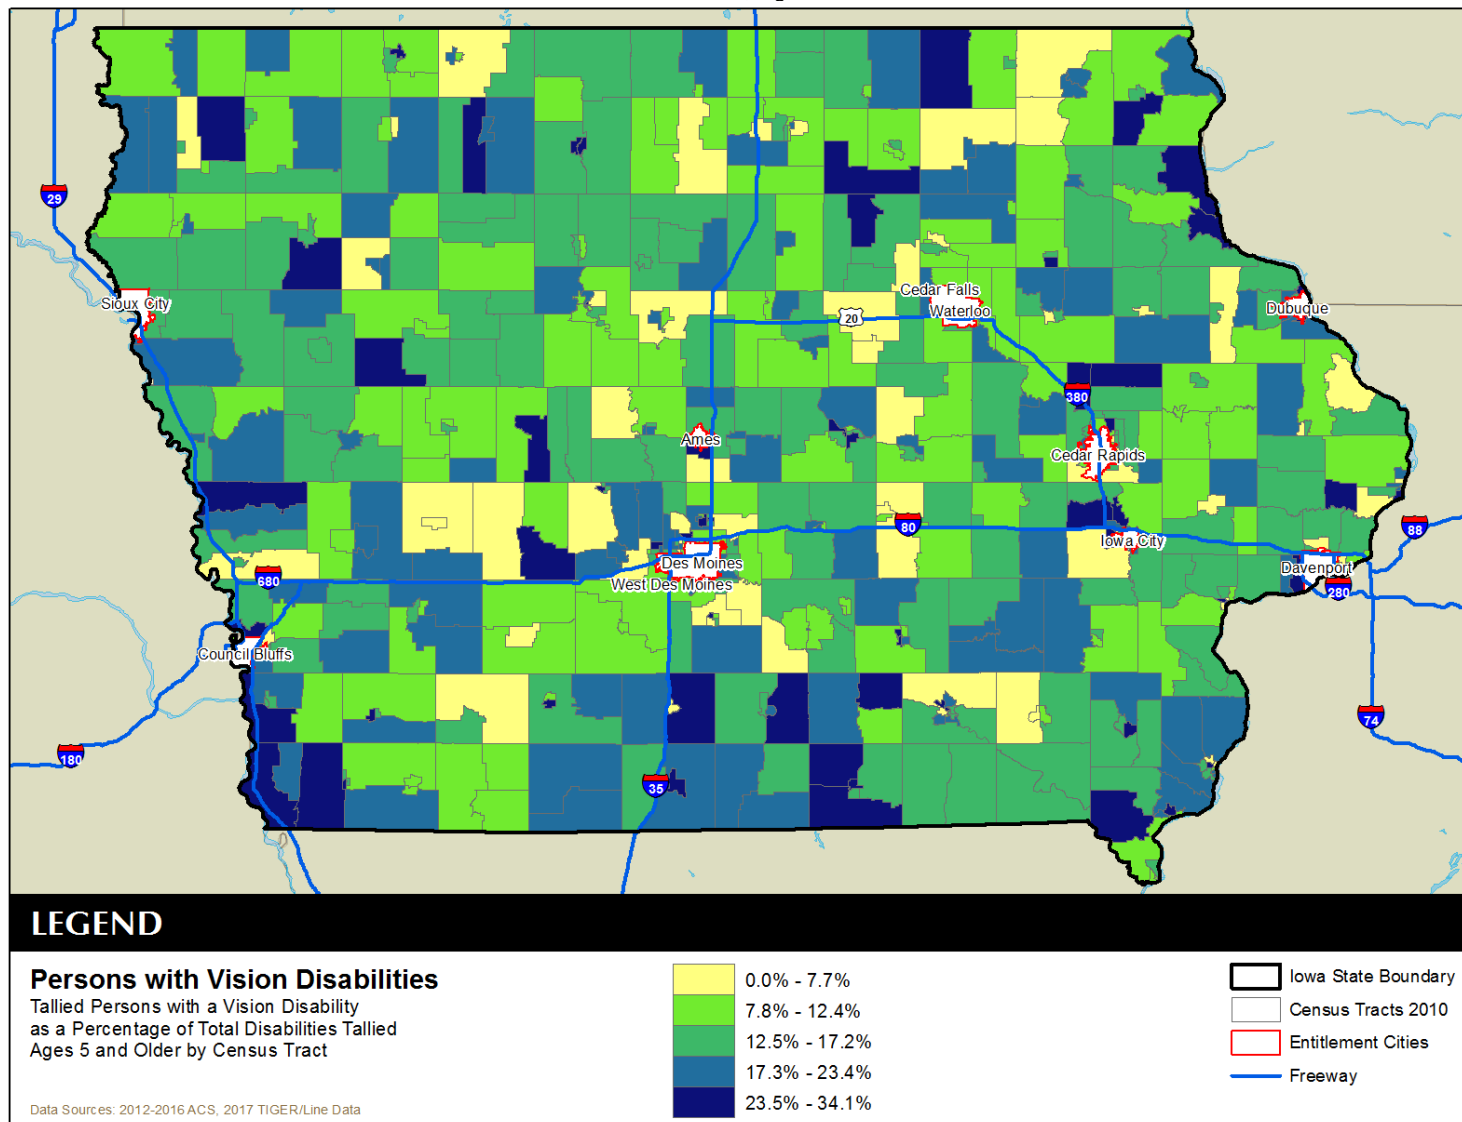 29
Sioux City
Cedar Falls
Waterloo
20
Dubuque
380
Ames
Cedar Rapids
80
88
Iowa City
Des Moines
West Des Moines
Davenport
280
680
Council Bluffs
180
74
35
LEGEND
Persons with Vision Disabilities
Tallied Persons with a Vision Disability
as a Percentage of Total Disabilities Tallied
Ages 5 and Older by Census Tract
Data Sources: 2012-2016 ACS, 2017 TIGER/Line Data
0.0% - 7.7%
7.8% - 12.4%
12.5% - 17.2%
17.3% - 23.4%
23.5% - 34.1%
Iowa State Boundary
Census Tracts 2010
Entitlement Cities
Freeway